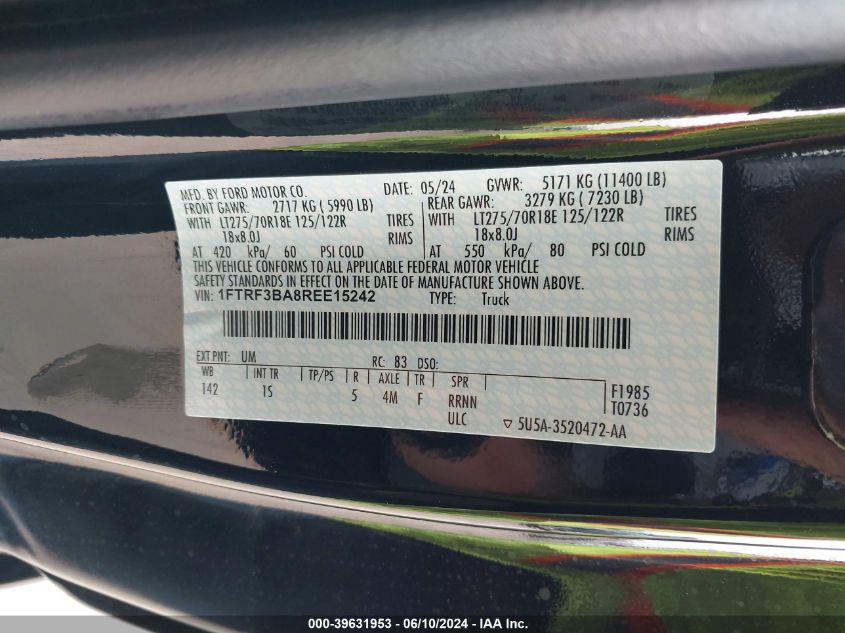 MFD. BY FORD MOTOR CO. DATE: 05/24 GVWR: 5171 KG (11400 LB)
FRONT GAWR: 2717 KG ( 5990 LB) REAR GAWR: 3279 KG ( 7230 LB)
WITH LT275/70R18E 125/122R TIRES WITH LT275/70R18E 125/122R TIRES
18x8.0J RIMS 18x8.0J RIMS
AT 420 kPa/ 60 PSI COLD AT 550 kPa/ 80 PSI COLD
THIS VEHICLE CONFORMS TO ALL APPLICABLE FEDERAL MOTOR VEHICLE
SAFETY STANDARDS IN EFFECT ON THE DATE OF MANUFACTURE SHOWN ABOVE.
VIN: 1FTRF3BA8REE15242 TYPE: Truck
EXT PNT: UM RC: 83 DSO:
WB INT TR TP/PS R AXLE TR SPR F1985
142 1S 5 4M F RRNN T0736
ULC ▽ 5U5A-3520472-AA
000-39631953 - 06/10/2024 - IAA Inc.